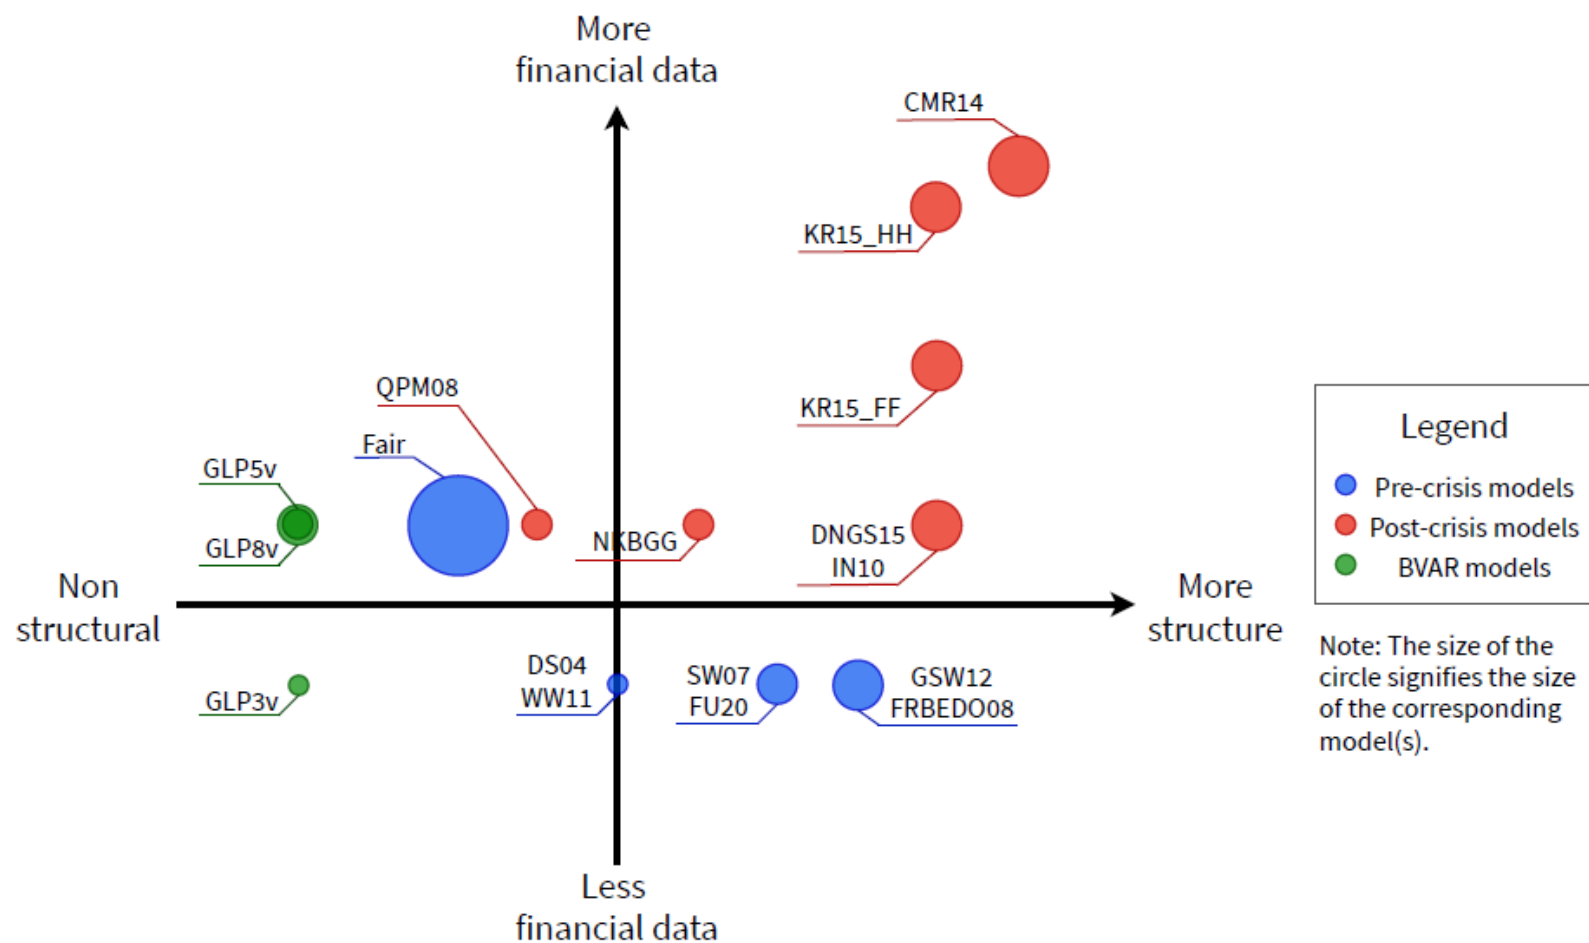 More
financial data
CMR14
KR15_HH
QPM08
KR15_FF
Fair
GLP5v
GLP8v
NKBGG
DNGS15
IN10
Non
structural
More
structure
DS04
WW11
SW07
FU20
GSW12
FRBEDO08
GLP3v
Less
financial data
Legend
Pre-crisis models
Post-crisis models
BVAR models
Note: The size of the
circle signifies the size
of the corresponding
model(s).